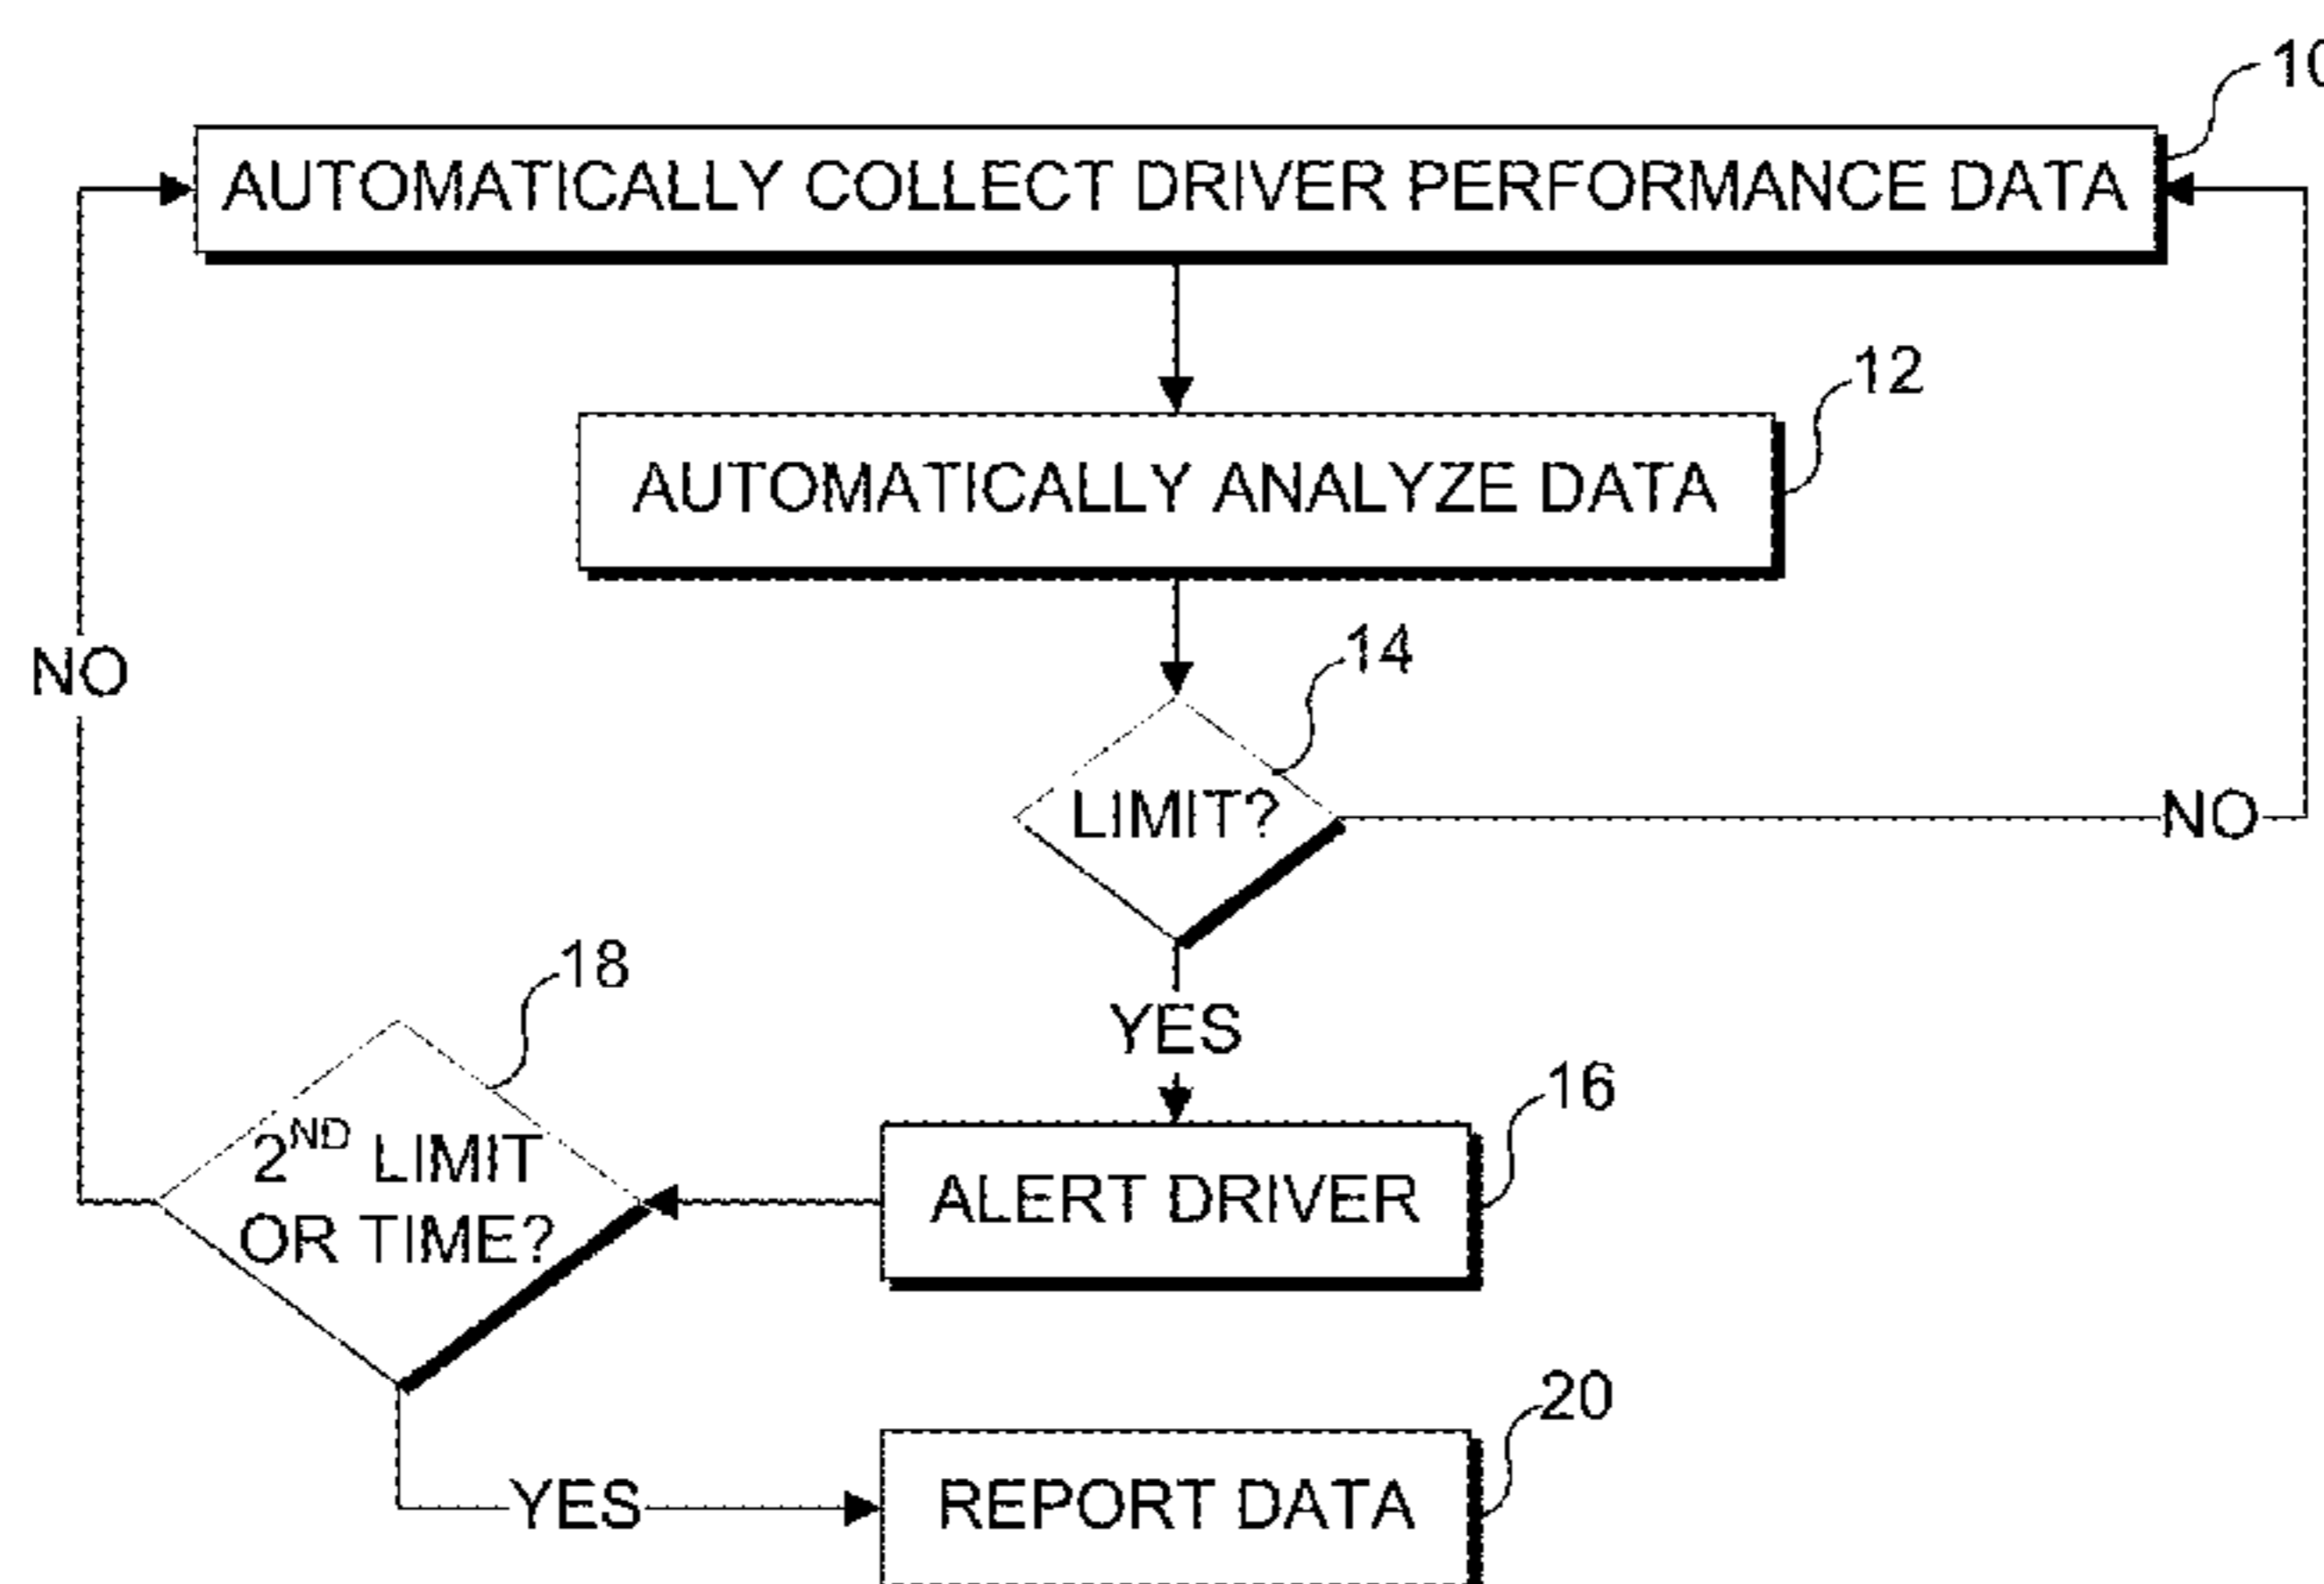 10
AUTOMATICALLY COLLECT DRIVER PERFORMANCE DATA
12
AUTOMATICALLY ANALYZE DATA
NO
14
LIMIT?
NO
18
YES
16
2ND LIMIT
OR TIME?
ALERT DRIVER
20
YES
REPORT DATA